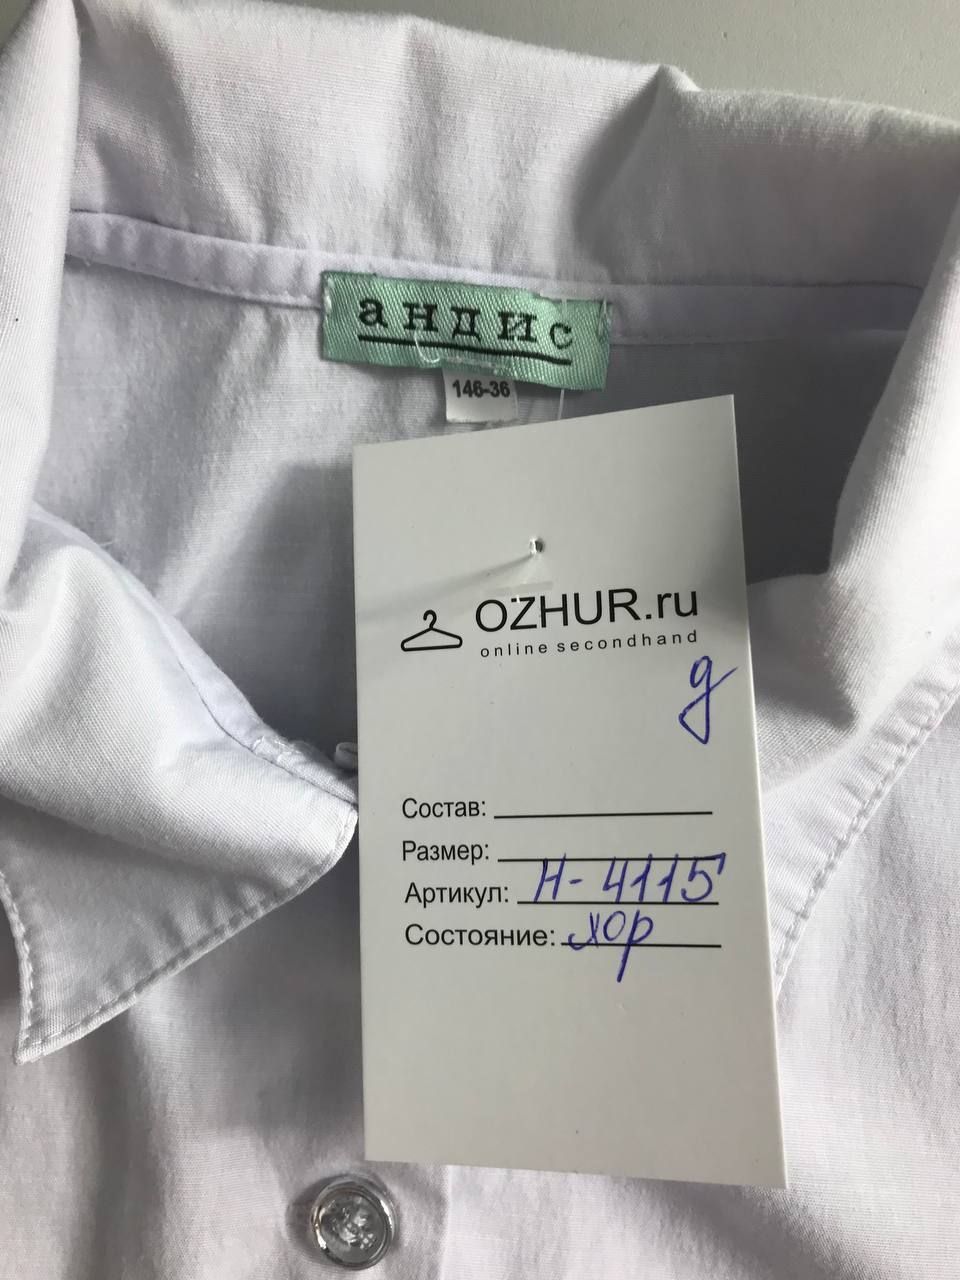 андис
146-36
OZHUR.ru
online secondhand
д
Состав:
Размер:
Артикул: Н-4115
Состояние: хор